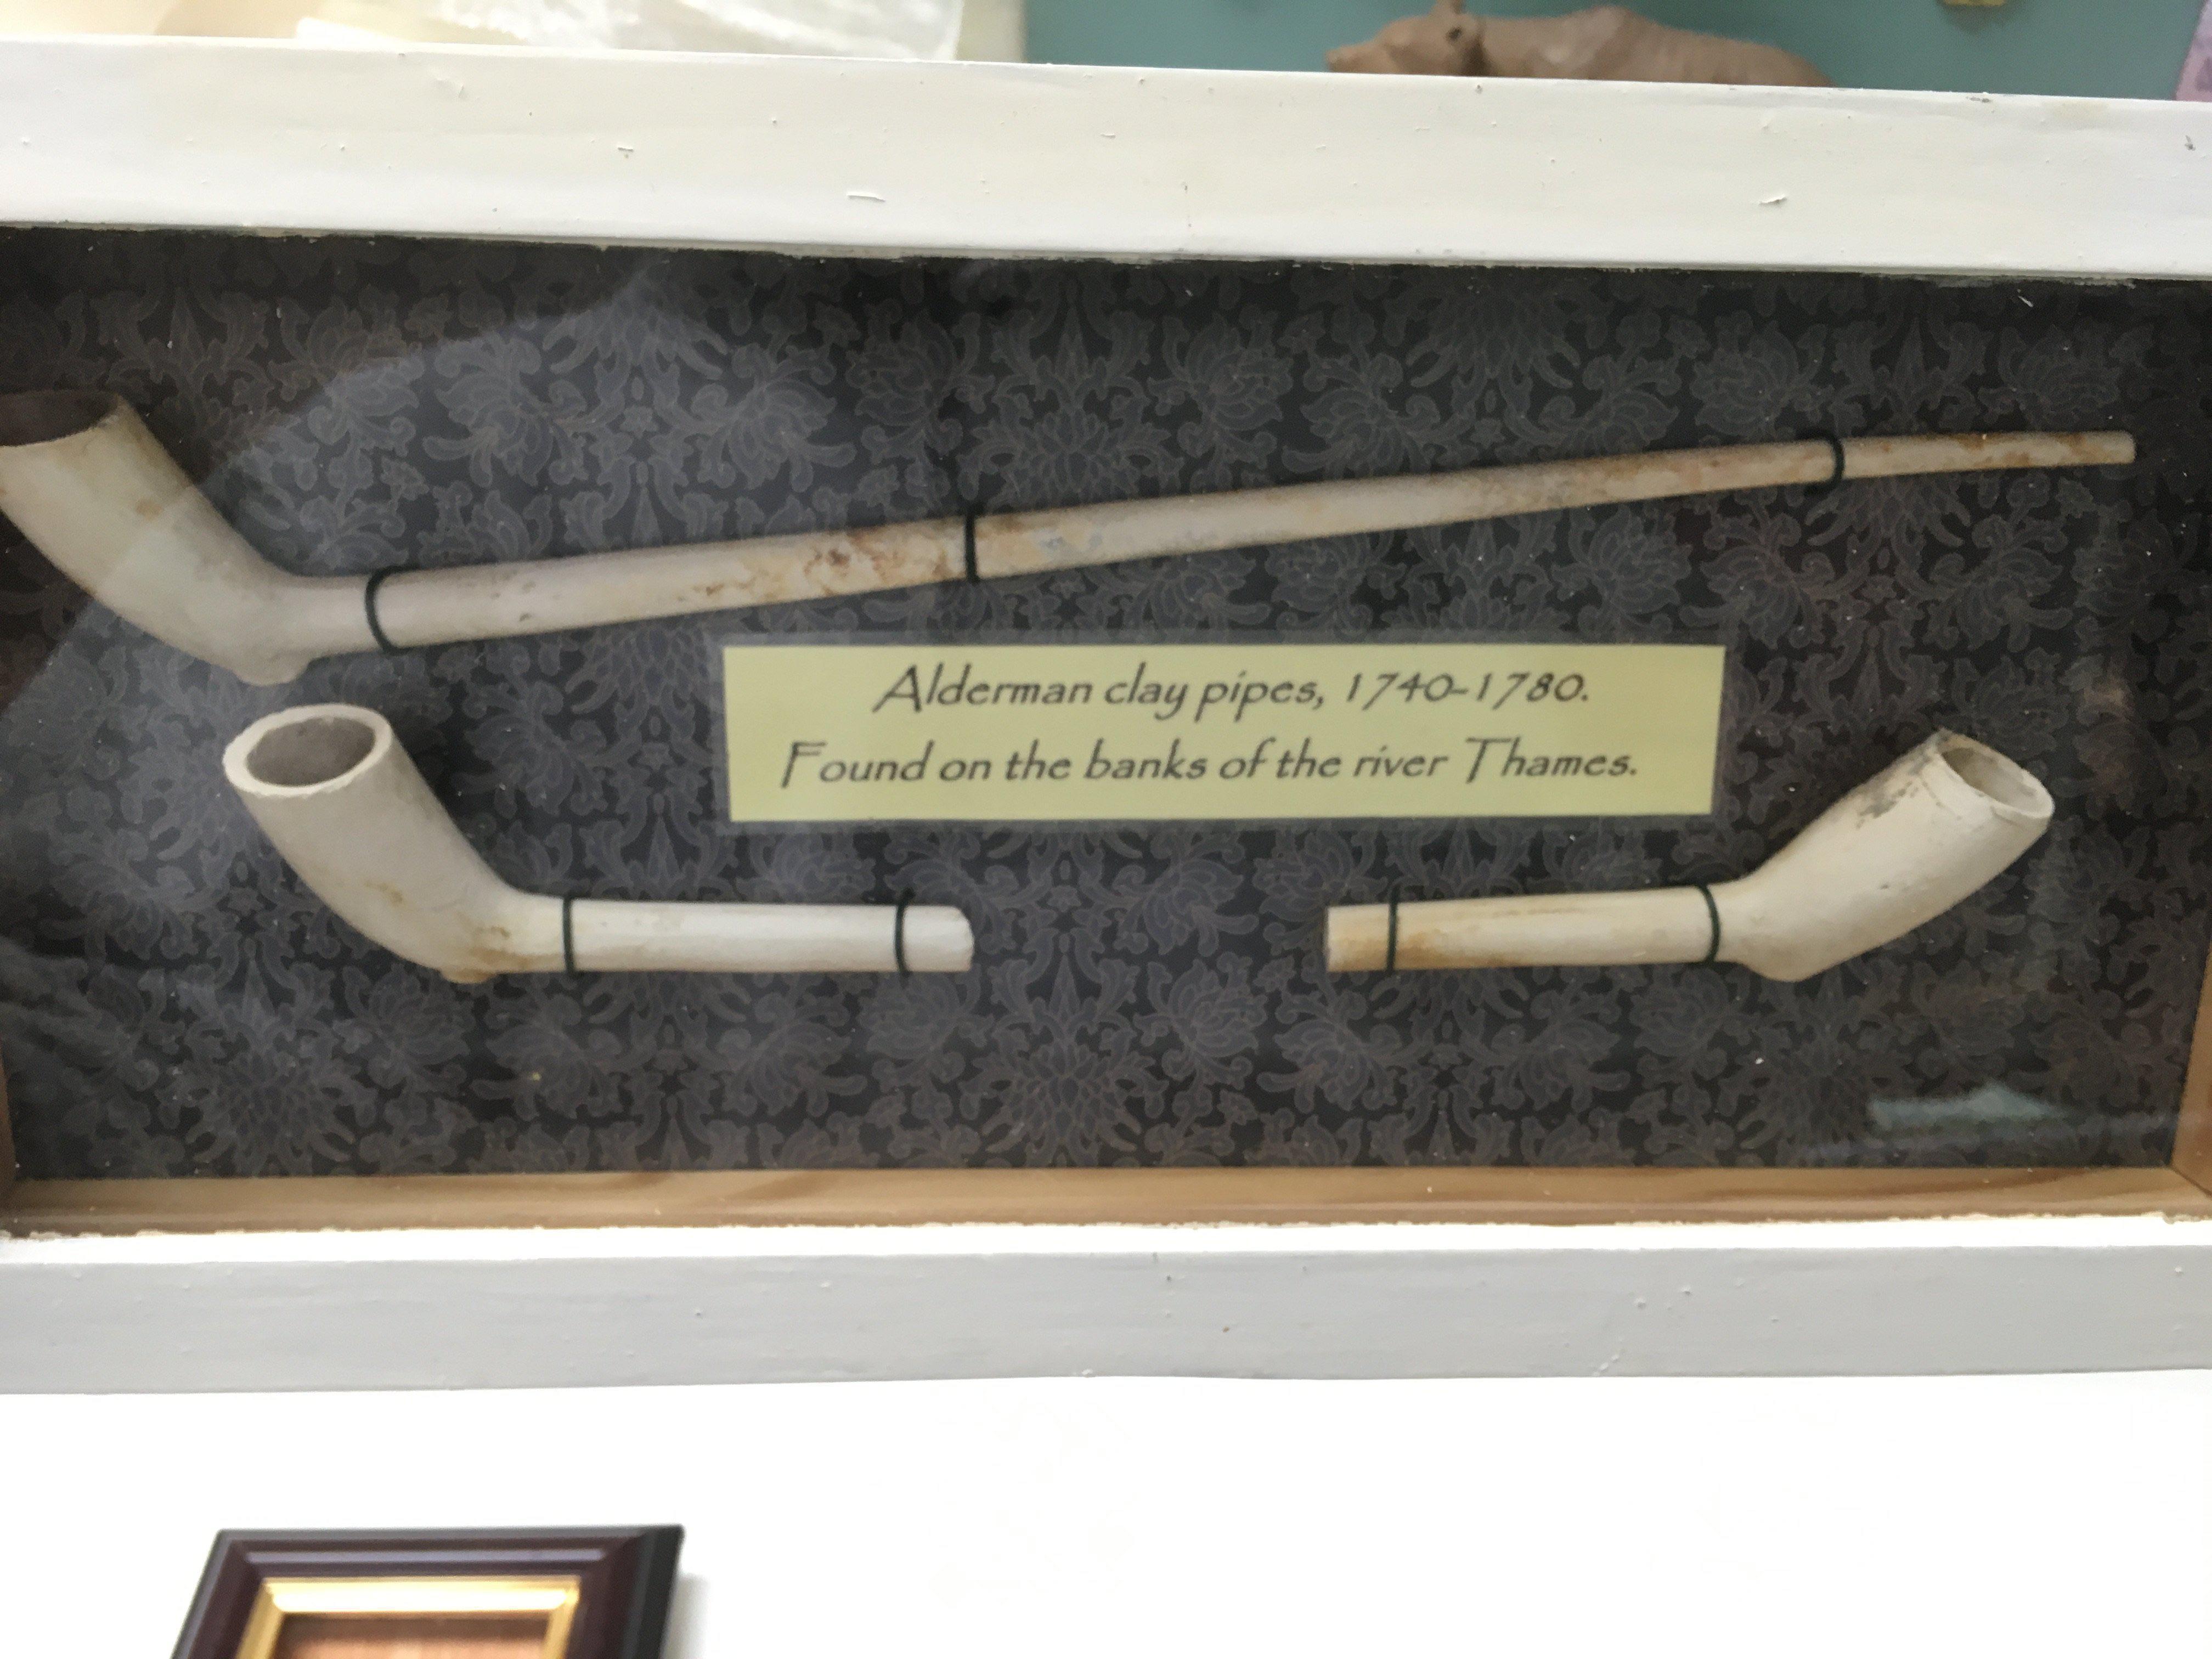 Alderman clay pipes, 1740-1780.
Found on the banks of the river Thames.